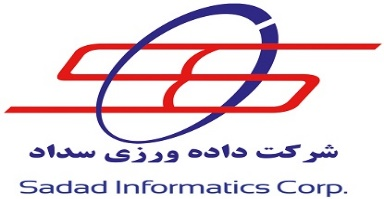 شرکت داده ورزی سداد
Sadad Informatics Corp.